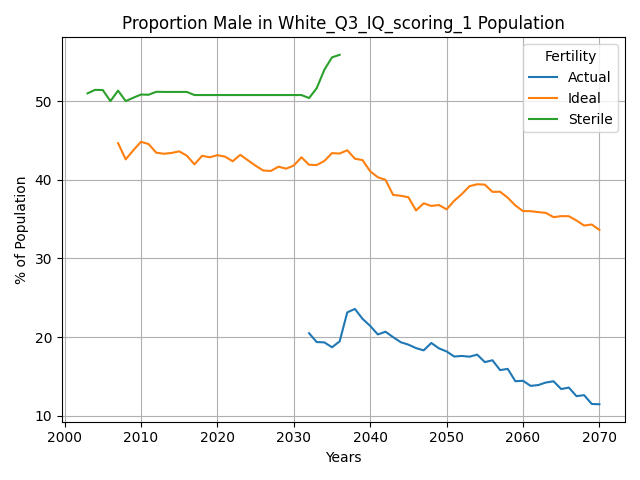 Proportion Male in White_Q3_IQ_scoring_1 Population
% of Population
50
40
30
20
10
Fertility
Actual
Ideal
Sterile
2000 2010 2020 2030 2040 2050 2060 2070
Years